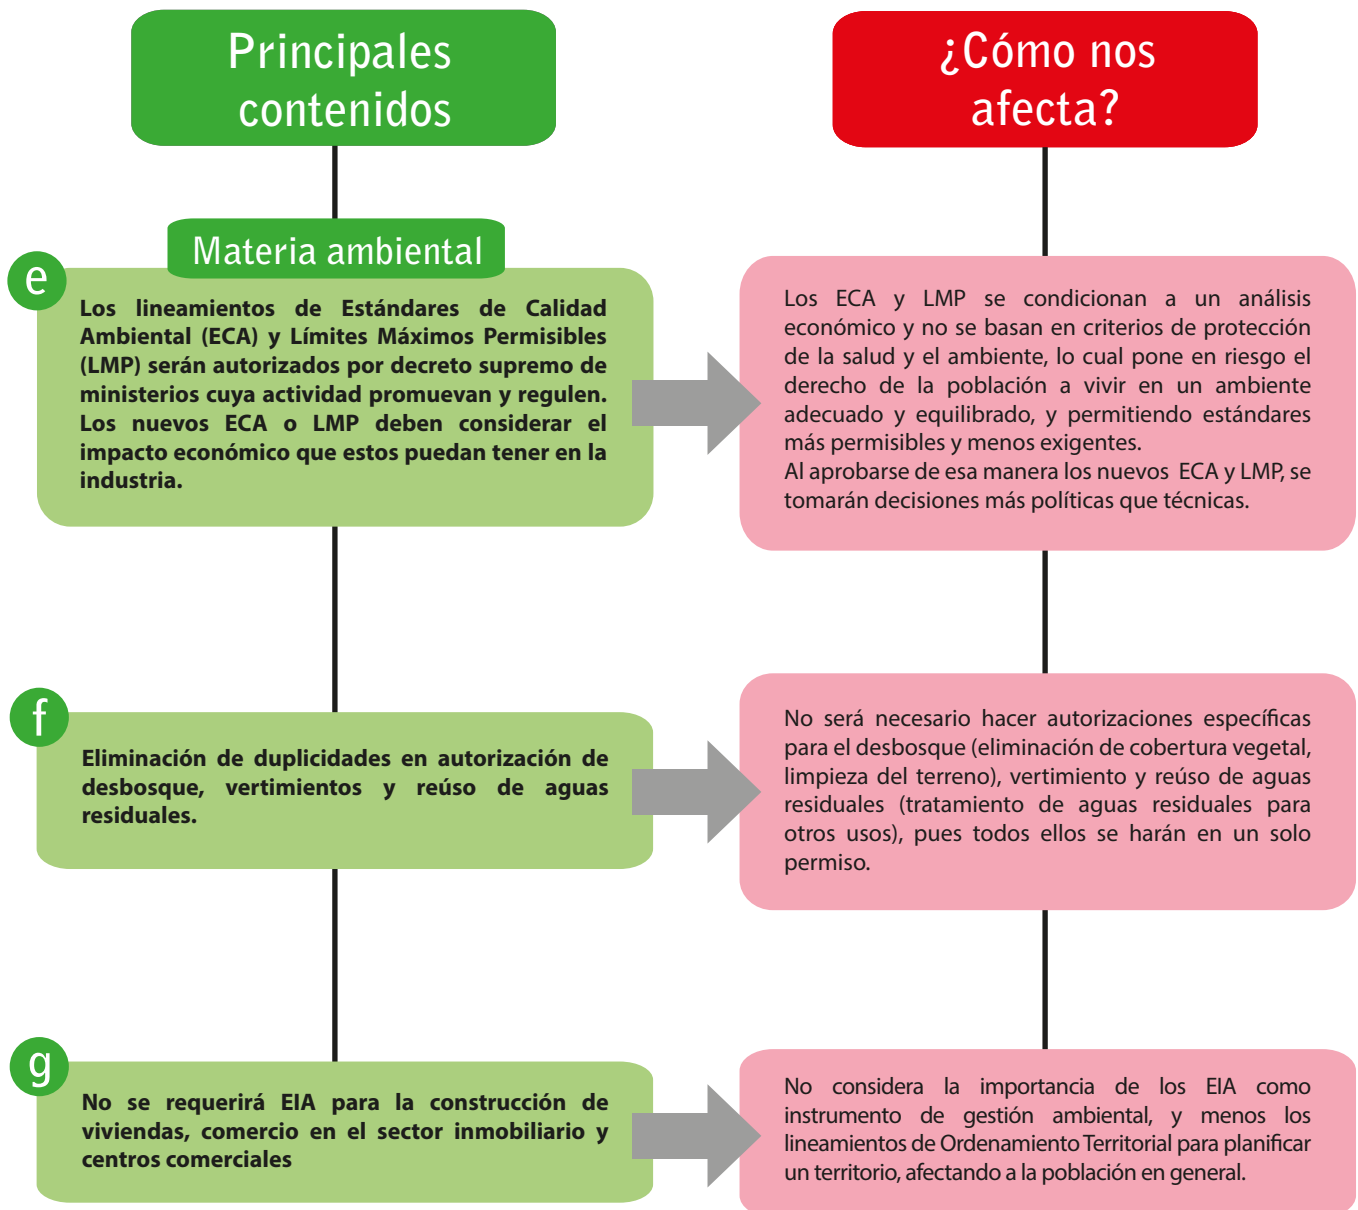 Principales
contenidos
¿Cómo nos
afecta?
Materia ambiental
e
Los lineamientos de Estándares de Calidad
Ambiental (ECA) y Límites Máximos Permisibles
(LMP) serán autorizados por decreto supremo de
ministerios cuya actividad promuevan y regulen.
Los nuevos ECA o LMP deben considerar el
impacto económico que estos puedan tener en la
industria.
Los ECA y LMP se condicionan a un análisis
económico y no se basan en criterios de protección
de la salud y el ambiente, lo cual pone en riesgo el
derecho de la población a vivir en un ambiente
adecuado y equilibrado, y permitiendo estándares
más permisibles y menos exigentes.
Al aprobarse de esa manera los nuevos ECA y LMP, se
tomarán decisiones más políticas que técnicas.
f
Eliminación de duplicidades en autorización de
desbosque, vertimientos y reúso de aguas
residuales.
No será necesario hacer autorizaciones específicas
para el desbosque (eliminación de cobertura vegetal,
limpieza del terreno), vertimiento y reúso de aguas
residuales (tratamiento de aguas residuales para
otros usos), pues todos ellos se harán en un solo
permiso.
g
No se requerirá EIA para la construcción de
viviendas, comercio en el sector inmobiliario y
centros comerciales
No considera la importancia de los EIA como
instrumento de gestión ambiental, y menos los
lineamientos de Ordenamiento Territorial para planificar
un territorio, afectando a la población en general.